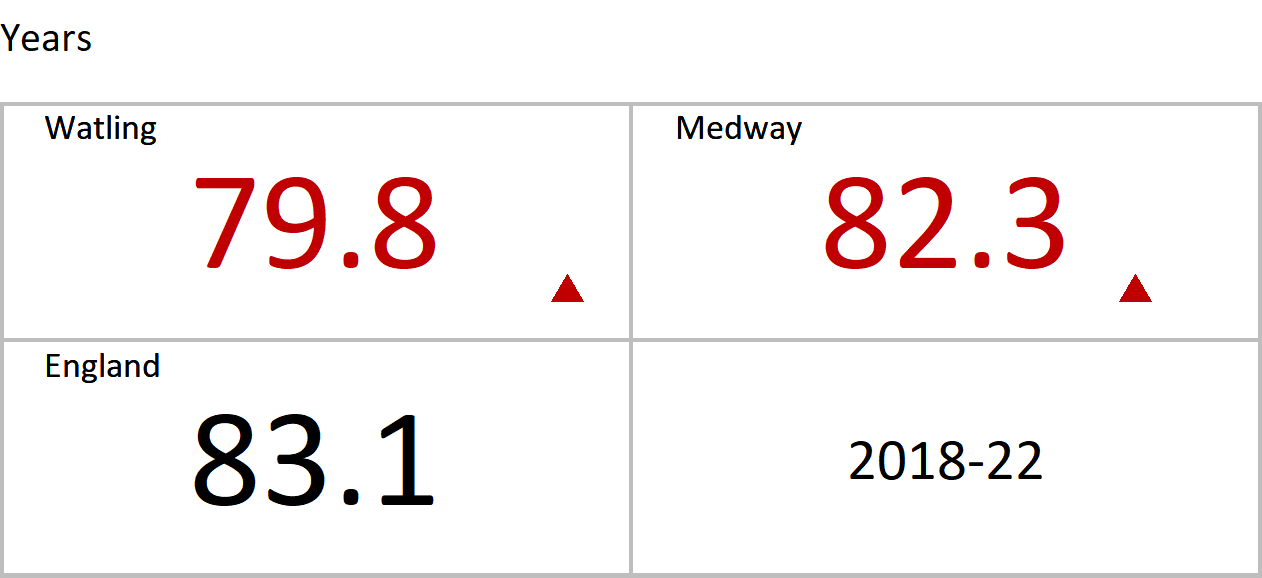 Years
Watling
79.8
Medway
82.3
England
83.1
2018-22